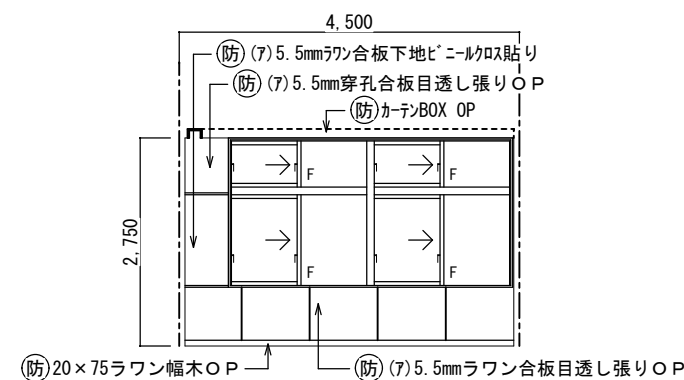 4,500
防 (ア)5.5mmラワン合板下地ビニールクロス貼り
防 (ア)5.5mm穿孔合板目透し張りOP
防 カーテンBOX OP
F
F
2,750
F
F
防 20×75ラワン幅木OP
防 (ア)5.5mmラワン合板目透し張りOP